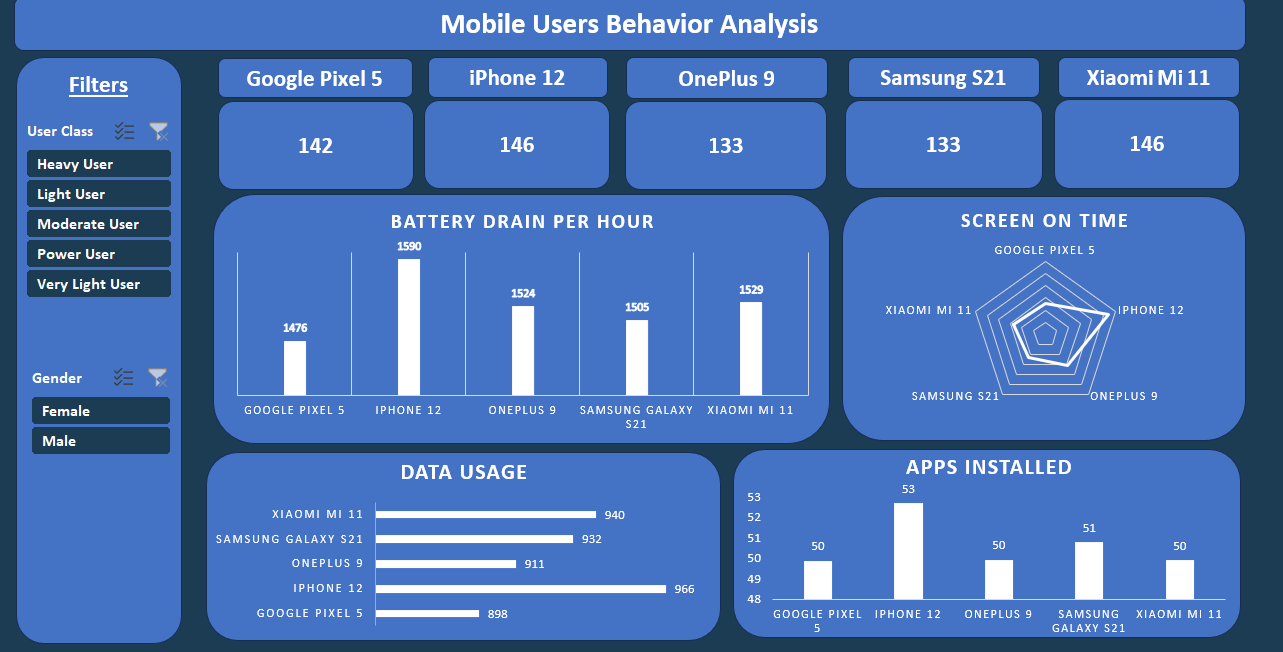 Mobile Users Behavior Analysis
Filters
User Class
Heavy User
Light User
Moderate User
Power User
Very Light User
Gender
Female
Male
Google Pixel 5
iPhone 12
OnePlus 9
Samsung S21
Xiaomi Mi 11
142
146
133
133
146
BATTERY DRAIN PER HOUR
1476
1590
1524
1505
1529
GOOGLE PIXEL 5
IPHONE 12
ONEPLUS 9
SAMSUNG GALAXY
S21
XIAOMI MI 11
SCREEN ON TIME
GOOGLE PIXEL 5
IPHONE 12
ONEPLUS 9
SAMSUNG S21
XIAOMI MI 11
DATA USAGE
XIAOMI MI 11
940
SAMSUNG GALAXY S21
932
ONEPLUS 9
911
IPHONE 12
966
GOOGLE PIXEL 5
898
APPS INSTALLED
53
52
51
50
49
48
50
53
50
51
50
GOOGLE PIXEL
5
IPHONE 12
ONEPLUS 9
SAMSUNG
GALAXY S21
XIAOMI MI 11